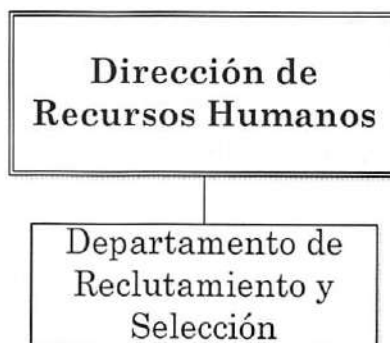 Dirección de
Recursos Humanos
Departamento de
Reclutamiento y
Selección